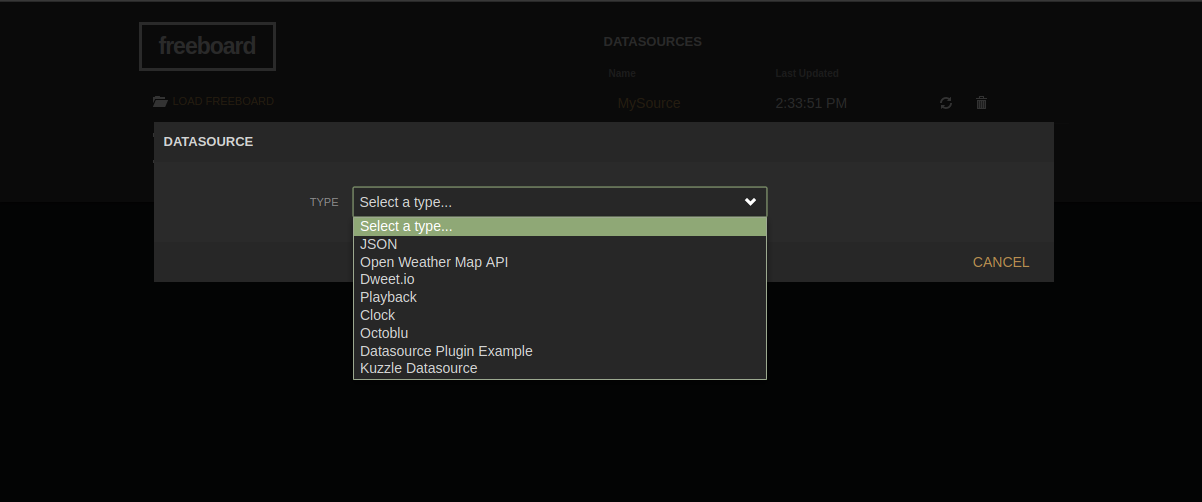 freeboard
DATASOURCES
Name Last Updated
LOAD FREEBOARD
MySource 2:33:51 PM
DATASOURCE
TYPE Select a type...
Select a type...
JSON
Open Weather Map API
Dweet.io
Playback
Clock
Octoblu
Datasource Plugin Example
Kuzzle Datasource
CANCEL